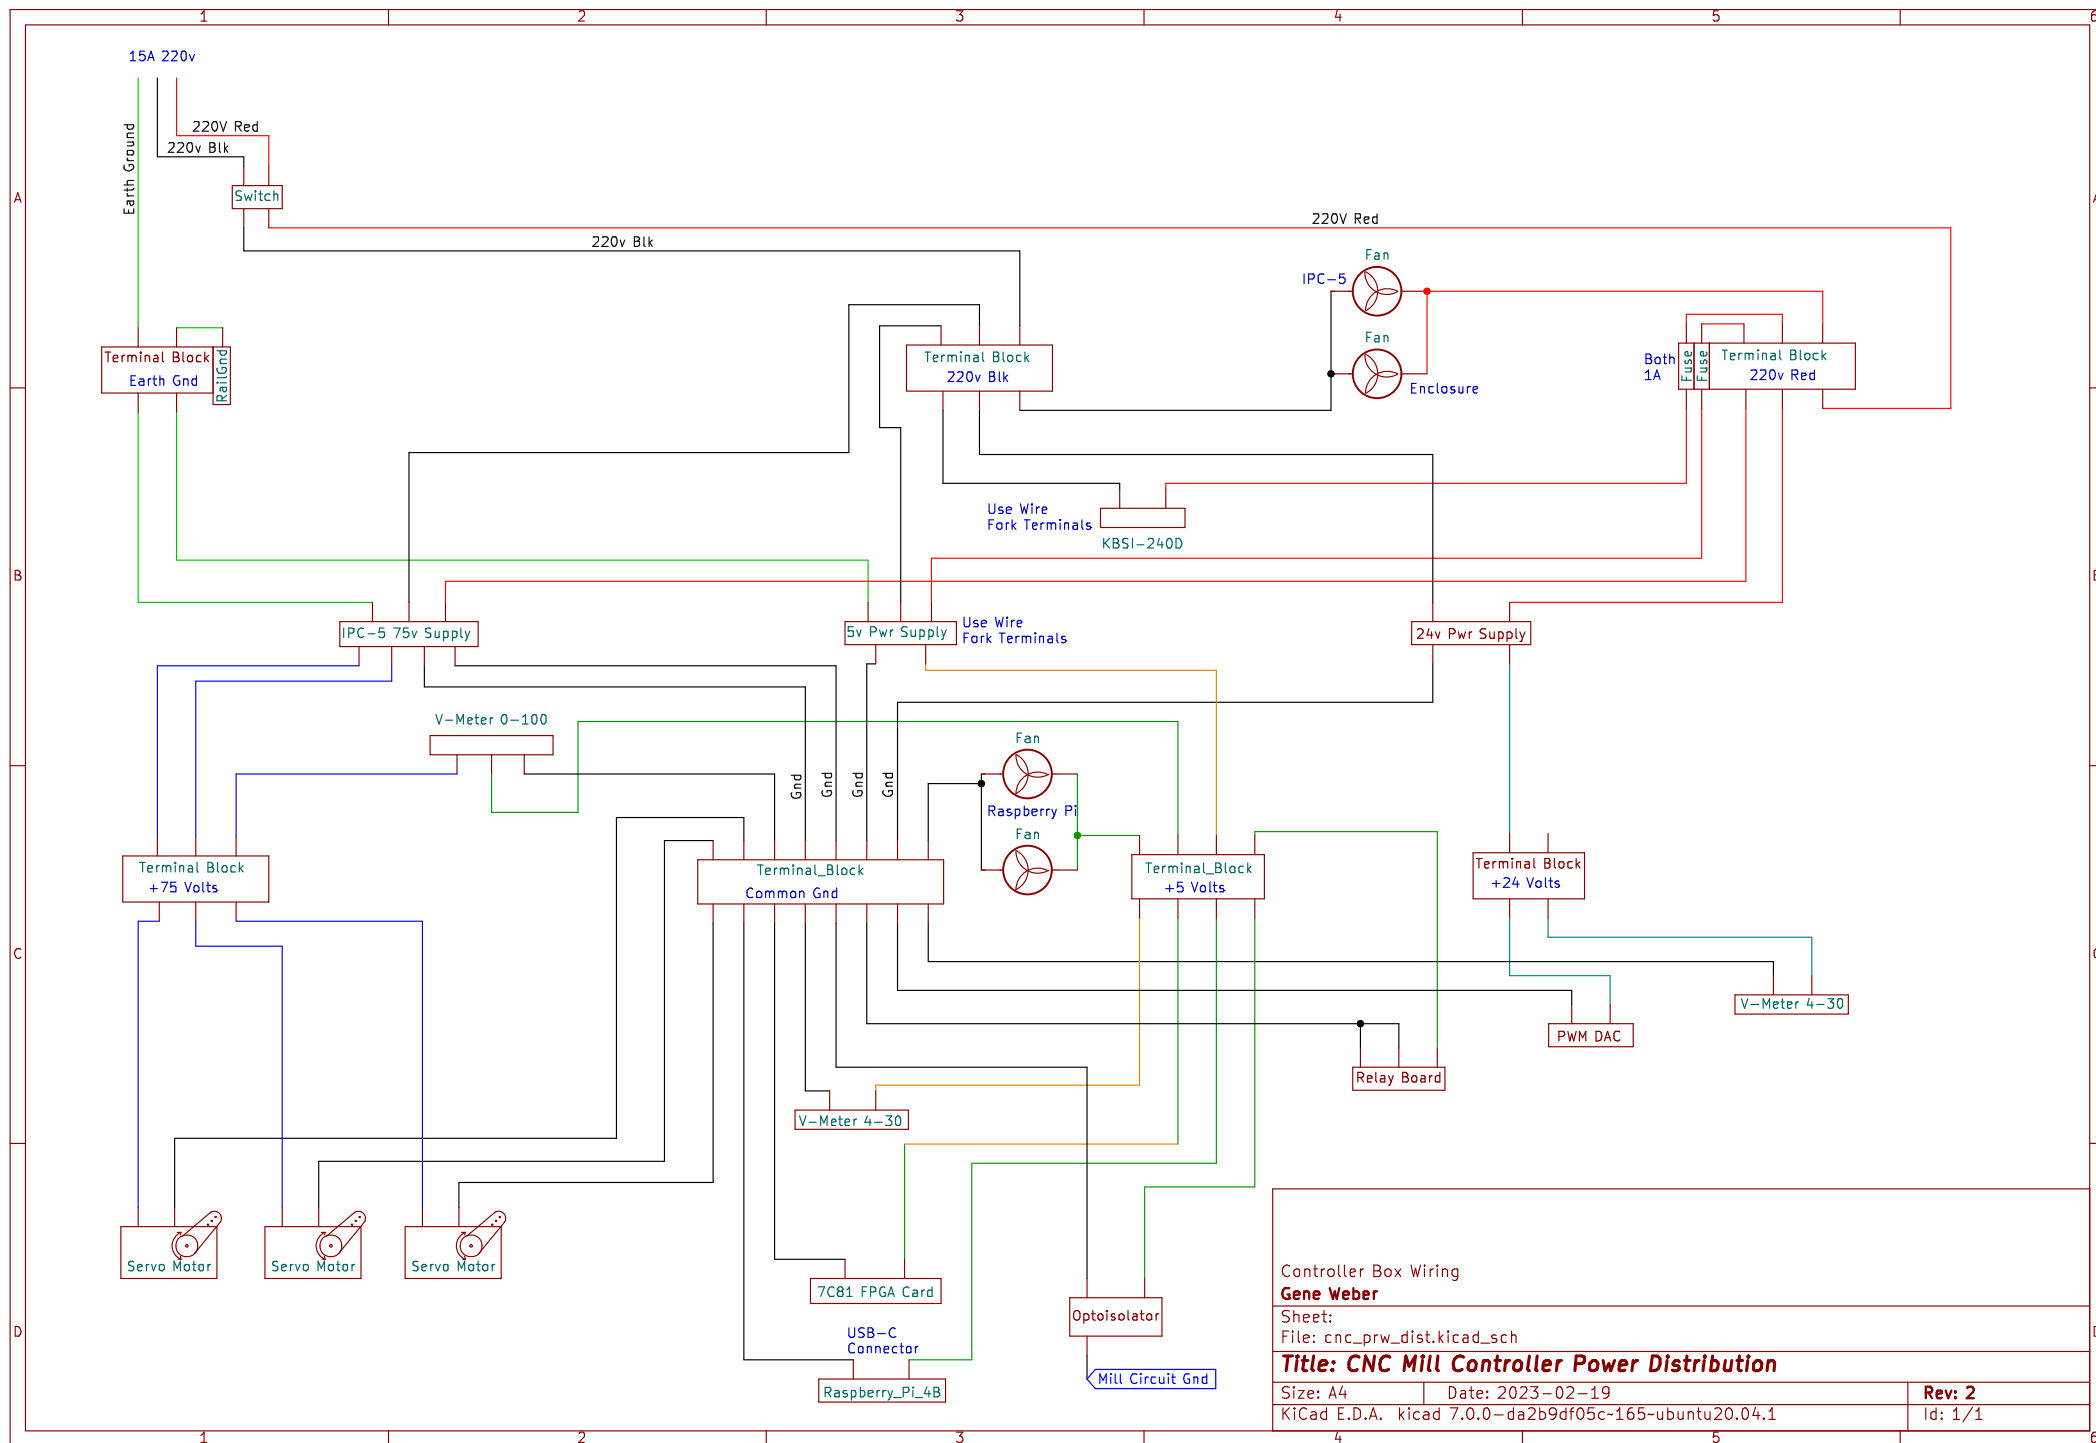 1 2 3 4 5 6
15A 220v
220V Red
220v Blk
Earth Ground
A
Switch
A
220V Red
220v Blk
Fan
IPC-5
Fan
Enclosure
Terminal Block
Earth Gnd
RailGnd
Terminal Block
220v Blk
Both
1A
Fuse
Fuse
Terminal Block
220v Red
Use Wire
Fork Terminals
KBSI-240D
B
B
IPC-5 75v Supply
5v Pwr Supply
Use Wire
Fork Terminals
24v Pwr Supply
V-Meter 0-100
Fan
Gnd
Gnd
Gnd
Gnd
Raspberry Pi
Fan
Terminal Block
+75 Volts
Terminal_Block
Common Gnd
Terminal_Block
+5 Volts
Terminal Block
+24 Volts
C
C
V-Meter 4-30
PWM DAC
Relay Board
V-Meter 4-30
Servo Motor
Servo Motor
Servo Motor
7C81 FPGA Card
Optoisolator
USB-C
Connector
Mill Circuit Gnd
Raspberry_Pi_4B
D
D
Controller Box Wiring
Gene Weber
Sheet:
File: cnc_prw_dist.kicad_sch
Title: CNC Mill Controller Power Distribution
Size: A4 Date: 2023-02-19 Rev: 2
KiCad E.D.A. kicad 7.0.0-da2b9df05c~165~ubuntu20.04.1 Id: 1/1
1 2 3 4 5 6